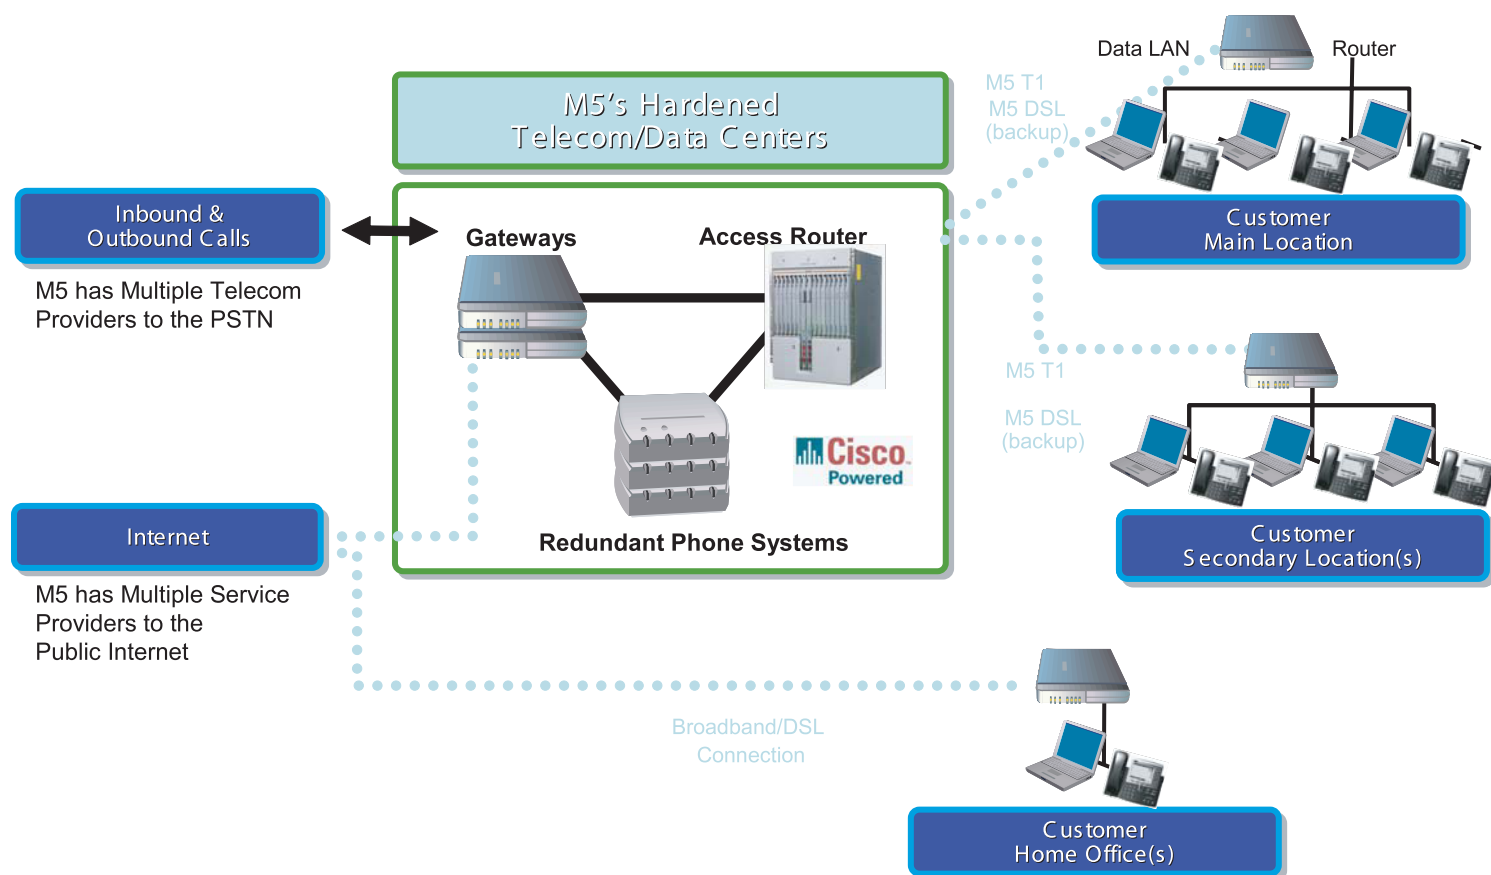 M5's Hardened
Telecom/Data Centers
Inbound &
Outbound Calls
M5 has Multiple Telecom
Providers to the PSTN
Gateways
Access Router
Cisco
Powered
Redundant Phone Systems
Internet
M5 has Multiple Service
Providers to the
Public Internet
Data LAN
Router
M5 T1
M5 DSL
(backup)
Customer
Main Location
M5 T1
M5 DSL
(backup)
Customer
Secondary Location(s)
Broadband/DSL
Connection
Customer
Home Office(s)